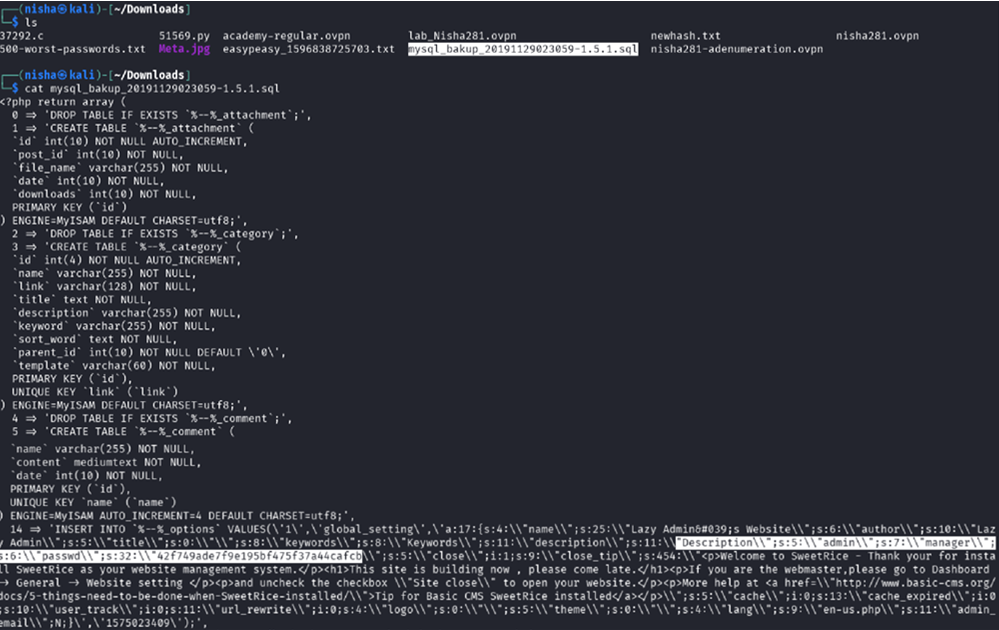 ┌──(nisha㉿kali)-[~/Downloads]
└─$ ls
37292.c 51569.py academy-regular.ovpn lab_Nisha281.ovpn newhash.txt nisha281.ovpn
500-worst-passwords.txt Meta.jpg easypeasy_1596838725703.txt mysql_bakup_20191129023059-1.5.1.sql nisha281-adenumeration.ovpn
┌──(nisha㉿kali)-[~/Downloads]
└─$ cat mysql_bakup_20191129023059-1.5.1.sql
<?php return array (
0 => 'DROP TABLE IF EXISTS `%--%_attachment`;',
1 => 'CREATE TABLE `%--%_attachment` (
`id` int(10) NOT NULL AUTO_INCREMENT,
`post_id` int(10) NOT NULL,
`file_name` varchar(255) NOT NULL,
`date` int(10) NOT NULL,
`downloads` int(10) NOT NULL,
PRIMARY KEY (`id`)
) ENGINE=MyISAM DEFAULT CHARSET=utf8;',
2 => 'DROP TABLE IF EXISTS `%--%_category`;',
3 => 'CREATE TABLE `%--%_category` (
`id` int(4) NOT NULL AUTO_INCREMENT,
`name` varchar(255) NOT NULL,
`link` varchar(128) NOT NULL,
`title` text NOT NULL,
`description` varchar(255) NOT NULL,
`keyword` varchar(255) NOT NULL,
`sort_word` text NOT NULL,
`parent_id` int(10) NOT NULL DEFAULT \'0\',
`template` varchar(60) NOT NULL,
PRIMARY KEY (`id`),
UNIQUE KEY `link` (`link`)
) ENGINE=MyISAM DEFAULT CHARSET=utf8;',
4 => 'DROP TABLE IF EXISTS `%--%_comment`;',
5 => 'CREATE TABLE `%--%_comment` (
`name` varchar(255) NOT NULL,
`content` mediumtext NOT NULL,
`date` int(10) NOT NULL,
PRIMARY KEY (`id`),
UNIQUE KEY `name` (`name`)
) ENGINE=MyISAM AUTO_INCREMENT=4 DEFAULT CHARSET=utf8;',
14 => 'INSERT INTO `%--%_options` VALUES(\'1\',\'global_setting\',\'a:17:{s:4:\\"name\\";s:25:\\"Lazy Admin&#039;s Website\\";s:6:\\"author\\";s:10:\\"Laz
y Admin\\";s:5:\\"title\\";s:0:\\"\\";s:8:\\"keywords\\";s:8:\\"Keywords\\";s:11:\\"description\\";s:11:\\"Description\\";s:5:\\"admin\\";s:7:\\"manager\\";
s:6:\\"passwd\\";s:32:\\"42f749ade7f9e195bf475f37a44cafcb\\";s:5:\\"close\\";i:1;s:9:\\"close_tip\\";s:454:\\"<p>Welcome to SweetRice - Thank your for insta
ll SweetRice as your website management system.</p><h1>This site is building now , please come late.</h1><p>If you are the webmaster,please go to Dashboard
→ General → Website setting </p><p>and uncheck the checkbox \\"Site close\\" to open your website.</p><p>More help at <a href=\\"http://www.basic-cms.org/
docs/5-things-need-to-be-done-when-SweetRice-installed/\\">Tip for Basic CMS SweetRice installed</a></p>\\";s:5:\\"cache\\";i:0;s:13:\\"cache_expired\\";i:0
;s:10:\\"user_track\\";i:0;s:11:\\"url_rewrite\\";i:0;s:4:\\"logo\\";s:0:\\"\\";s:5:\\"theme\\";s:0:\\"\\";s:4:\\"lang\\";s:9:\\"en-us.php\\";s:11:\\"admin_
email\\";N;}\',\'1575023409\');',